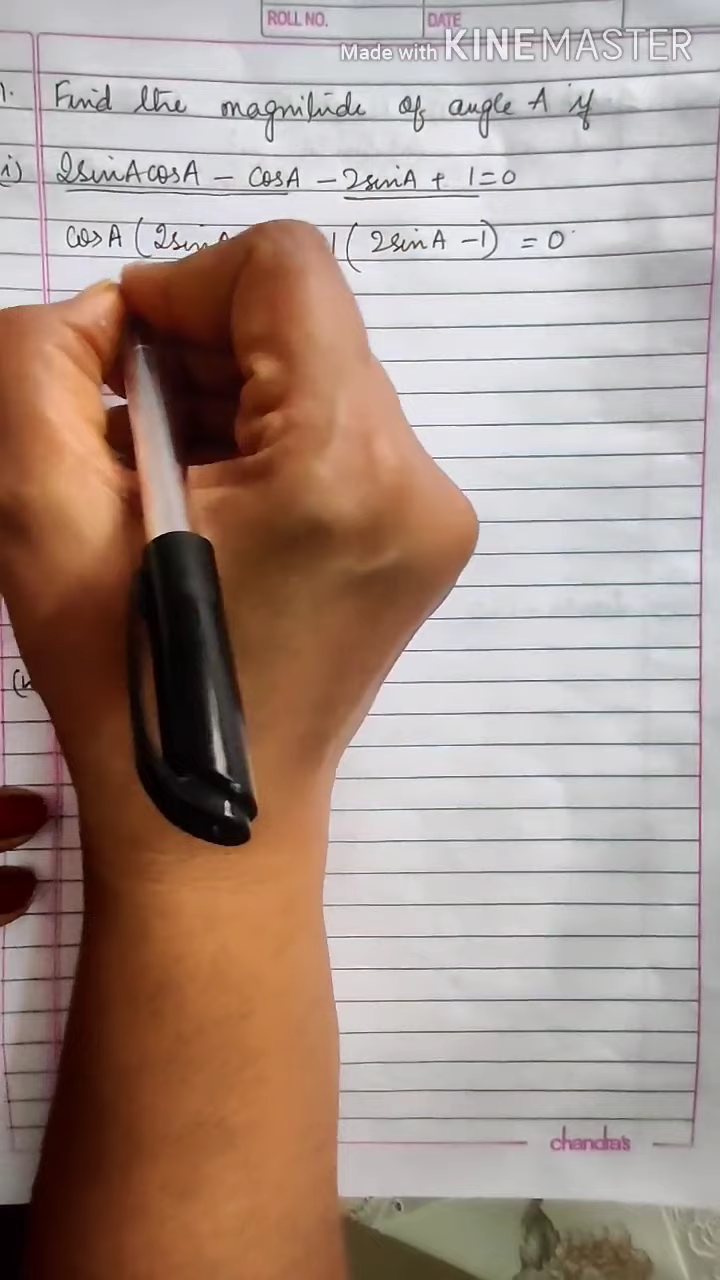 ROLL NO. DATE
Made with KINEMASTER
1. Find the magnitude of angle A if
(i) 2sinAcosA - cosA - 2sinA + 1 = 0
cosA (2sin 1 (2sinA - 1) = 0
chandra's